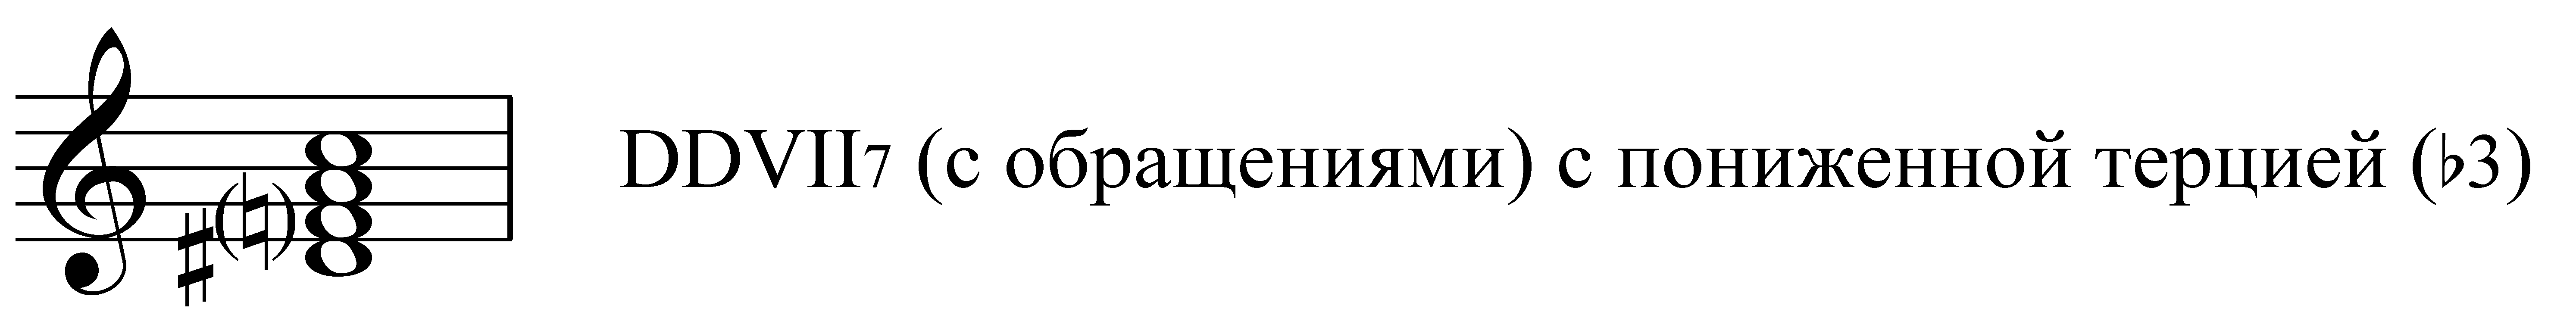 DDVII7 (с обращениями) с пониженной терцией (♭3)